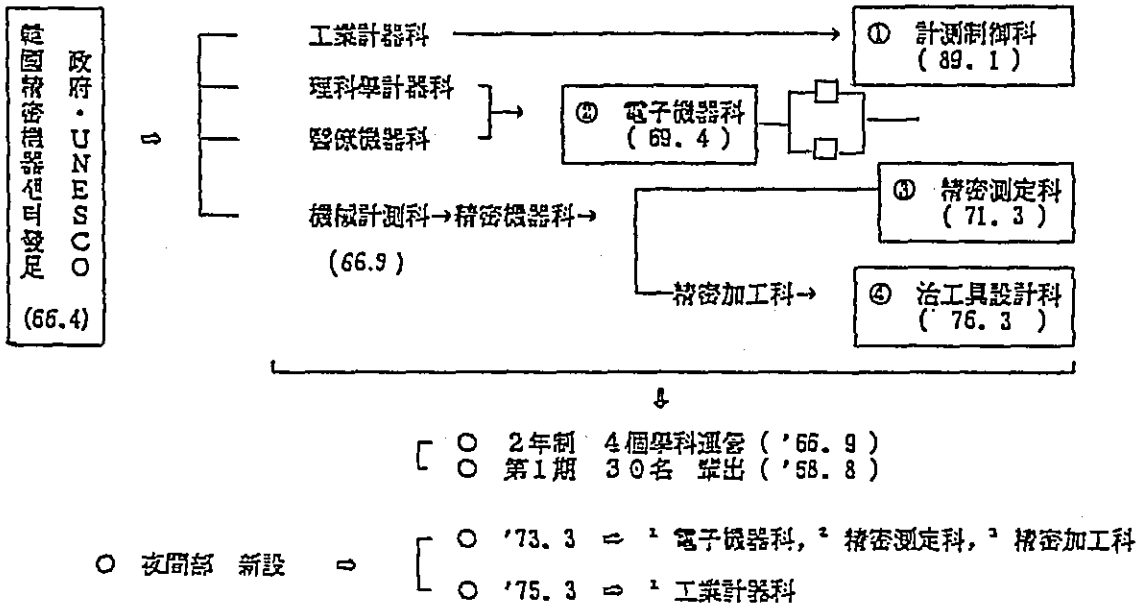 政府・UNESCO
韓國精密機器센터發足
(66.4)
⇨
工業計器科 → ① 計測制御科
(89.1)
理科學計器科
醫療機器科
② 電子機器科
(69.4)
機械計測科→精密機器科→
(66.9)
③ 精密測定科
(71.3)
精密加工科→
④ 治工具設計科
(76.3)
○ 2年制 4個學科運營('66.9)
○ 第1期 30名 輩出('68.8)
○ 夜間部 新設 ⇨
○ '73.3 ⇨ ¹ 電子機器科, ² 精密測定科, ³ 精密加工科
○ '75.3 ⇨ ¹ 工業計器科